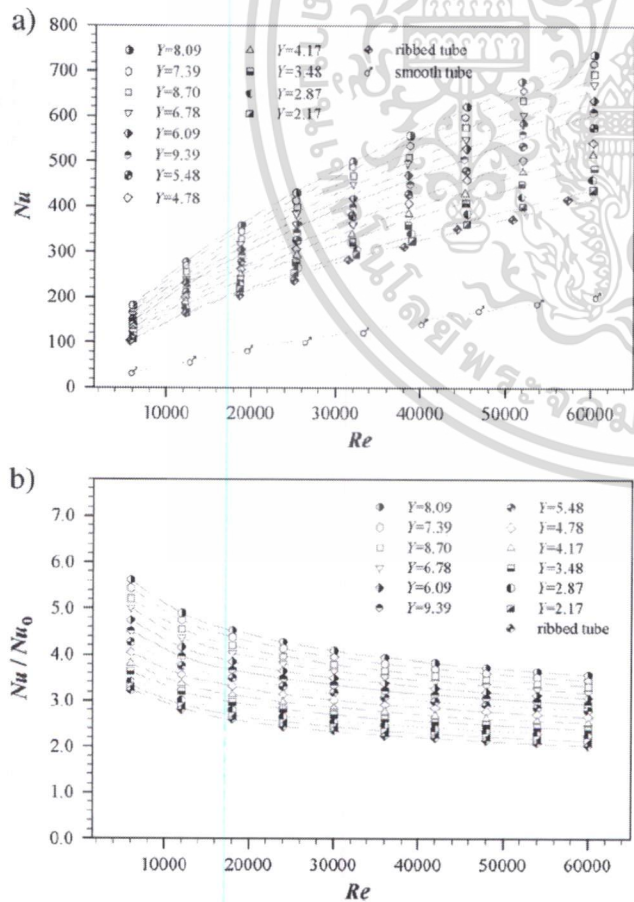 a)
800
700
600
500
400
300
200
100
0
Nu
Y=8.09
Y=7.39
Y=8.70
Y=6.78
Y=6.09
Y=9.39
Y=5.48
Y=4.78
Y=4.17
Y=3.48
Y=2.87
Y=2.17
ribbed tube
smooth tube
10000 20000 30000 40000 50000 60000
Re
b)
7.0
6.0
5.0
4.0
3.0
2.0
1.0
0.0
Nu / Nu0
Y=8.09
Y=7.39
Y=8.70
Y=6.78
Y=6.09
Y=9.39
Y=5.48
Y=4.78
Y=4.17
Y=3.48
Y=2.87
Y=2.17
ribbed tube
10000 20000 30000 40000 50000 60000
Re